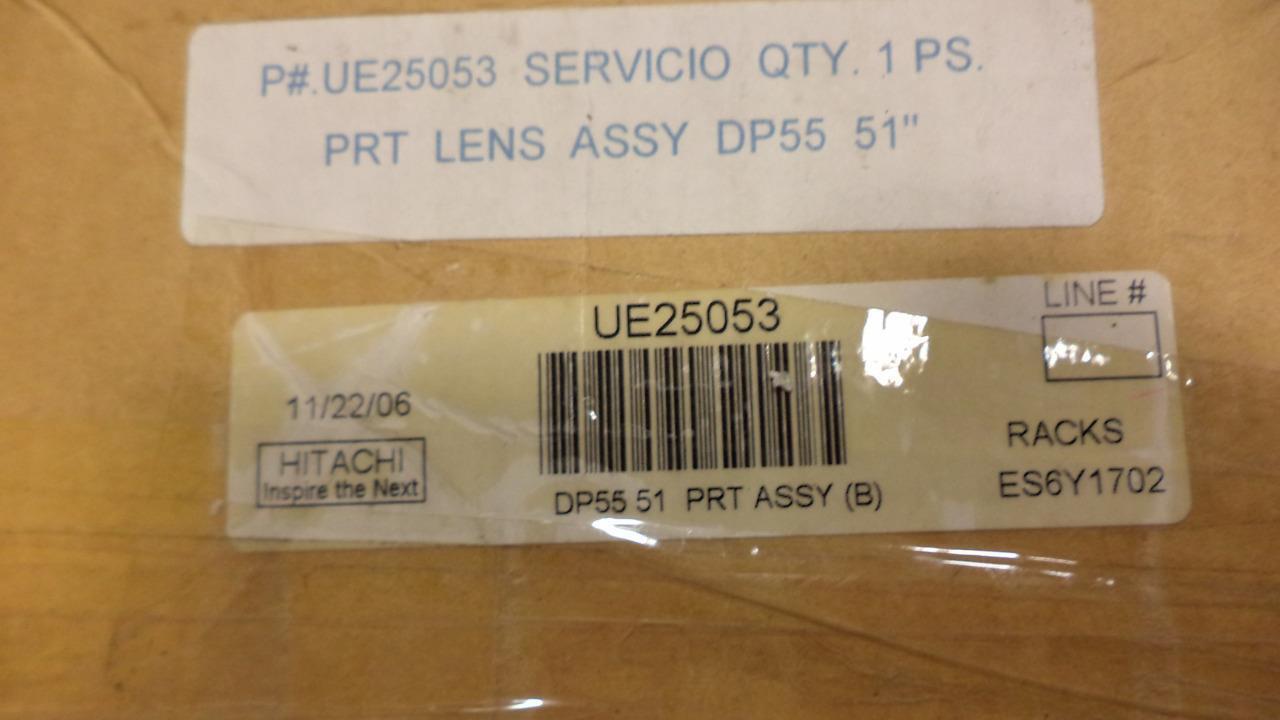 P#.UE25053 SERVICIO QTY. 1 PS.
PRT LENS ASSY DP55 51"
UE25053
LINE #
11/22/06
HITACHI
Inspire the Next
DP55 51 PRT ASSY (B)
RACKS
ES6Y1702